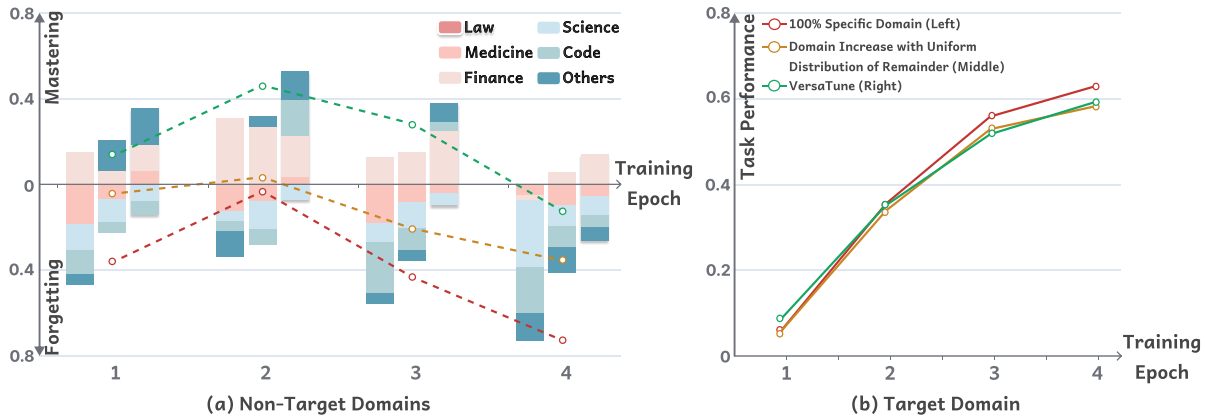 0.8
0.4
0
0.4
0.8
Mastering
Forgetting
Law
Medicine
Finance
Science
Code
Others
Training
Epoch
1
2
3
4
(a) Non-Target Domains
0.8
0.6
0.4
0.2
0
Task Performance
100% Specific Domain (Left)
Domain Increase with Uniform
Distribution of Remainder (Middle)
VersaTune (Right)
Training
Epoch
1
2
3
4
(b) Target Domain